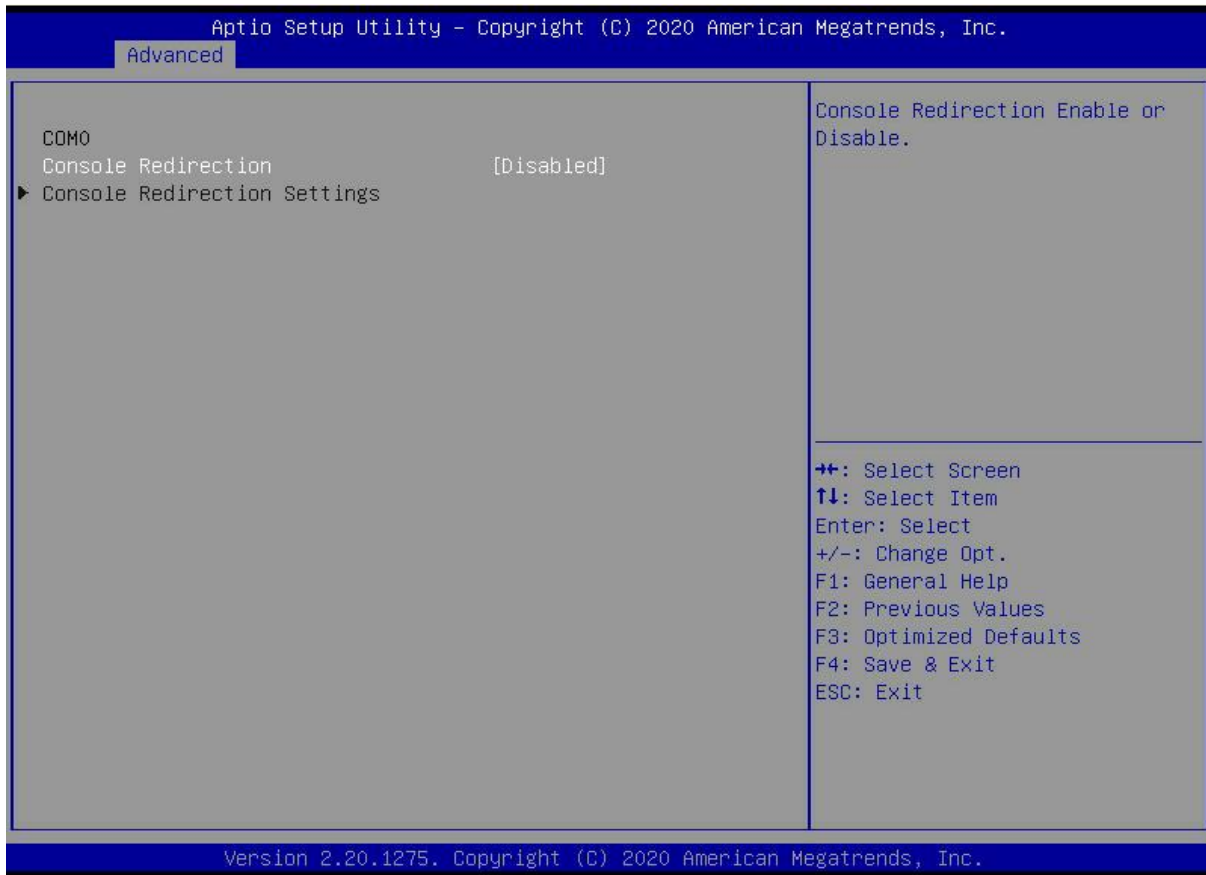 Aptio Setup Utility – Copyright (C) 2020 American Megatrends, Inc.
Advanced
COM0
Console Redirection [Disabled]
▶ Console Redirection Settings
Console Redirection Enable or
Disable.
→←: Select Screen
↑↓: Select Item
Enter: Select
+/-: Change Opt.
F1: General Help
F2: Previous Values
F3: Optimized Defaults
F4: Save & Exit
ESC: Exit
Version 2.20.1275. Copyright (C) 2020 American Megatrends, Inc.